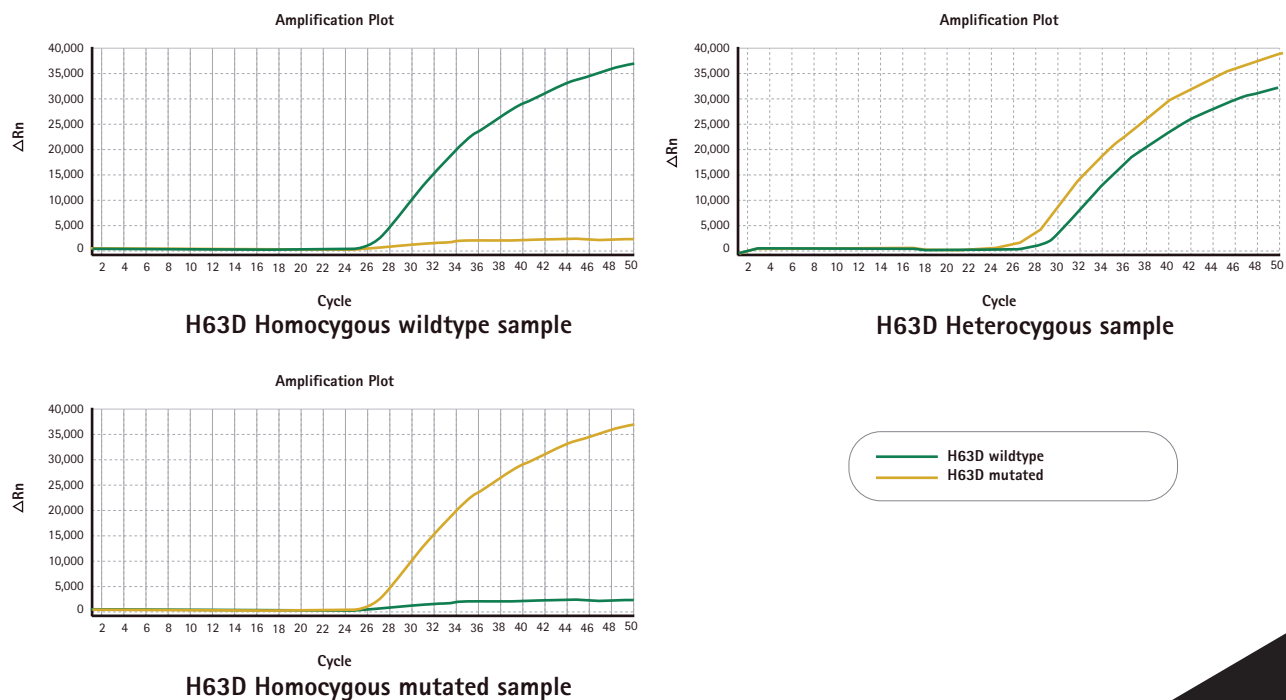 Amplification Plot
40,000
35,000
30,000
25,000
20,000
15,000
10,000
5,000
0
△Rn
2 4 6 8 10 12 14 16 18 20 22 24 26 28 30 32 34 36 38 40 42 44 46 48 50
Cycle
H63D Homocygous wildtype sample
Amplification Plot
40,000
35,000
30,000
25,000
20,000
15,000
10,000
5,000
0
△Rn
2 4 6 8 10 12 14 16 18 20 22 24 26 28 30 32 34 36 38 40 42 44 46 48 50
Cycle
H63D Heterocygous sample
Amplification Plot
40,000
35,000
30,000
25,000
20,000
15,000
10,000
5,000
0
△Rn
2 4 6 8 10 12 14 16 18 20 22 24 26 28 30 32 34 36 38 40 42 44 46 48 50
Cycle
H63D Homocygous mutated sample
H63D wildtype
H63D mutated